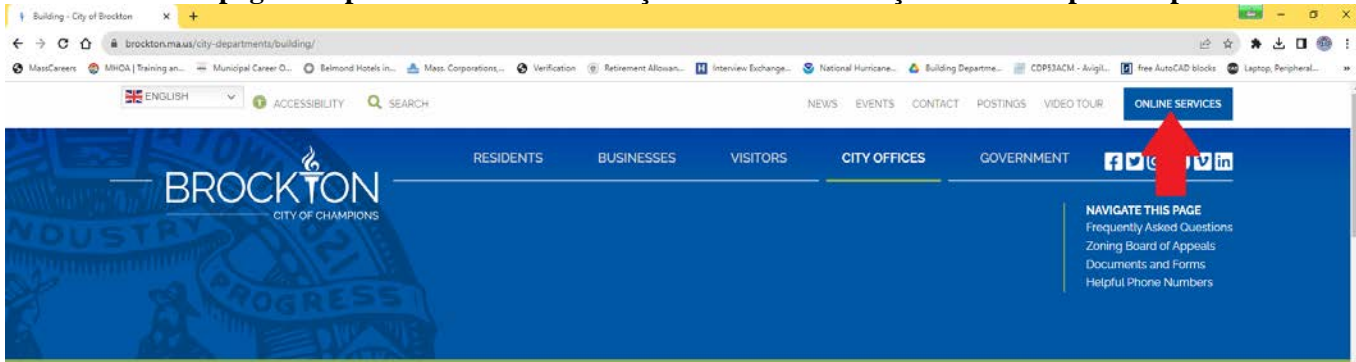 Building - City of Brockton
brockton.ma.us/city-departments/building/
MassCareers MHOA | Training an... Municipal Career O... Belmond Hotels in... Mass. Corporations,... Verification Retirement Allowan... Interview Exchange... National Hurricane... Building Departme... CDP53ACM - Avigil... free AutoCAD blocks Laptop, Peripheral...
ENGLISH ACCESSIBILITY SEARCH NEWS EVENTS CONTACT POSTINGS VIDEO TOUR ONLINE SERVICES
RESIDENTS BUSINESSES VISITORS CITY OFFICES GOVERNMENT
BROCKTON
CITY OF CHAMPIONS
NAVIGATE THIS PAGE
Frequently Asked Questions
Zoning Board of Appeals
Documents and Forms
Helpful Phone Numbers
INDUSTRY
PROGRESS